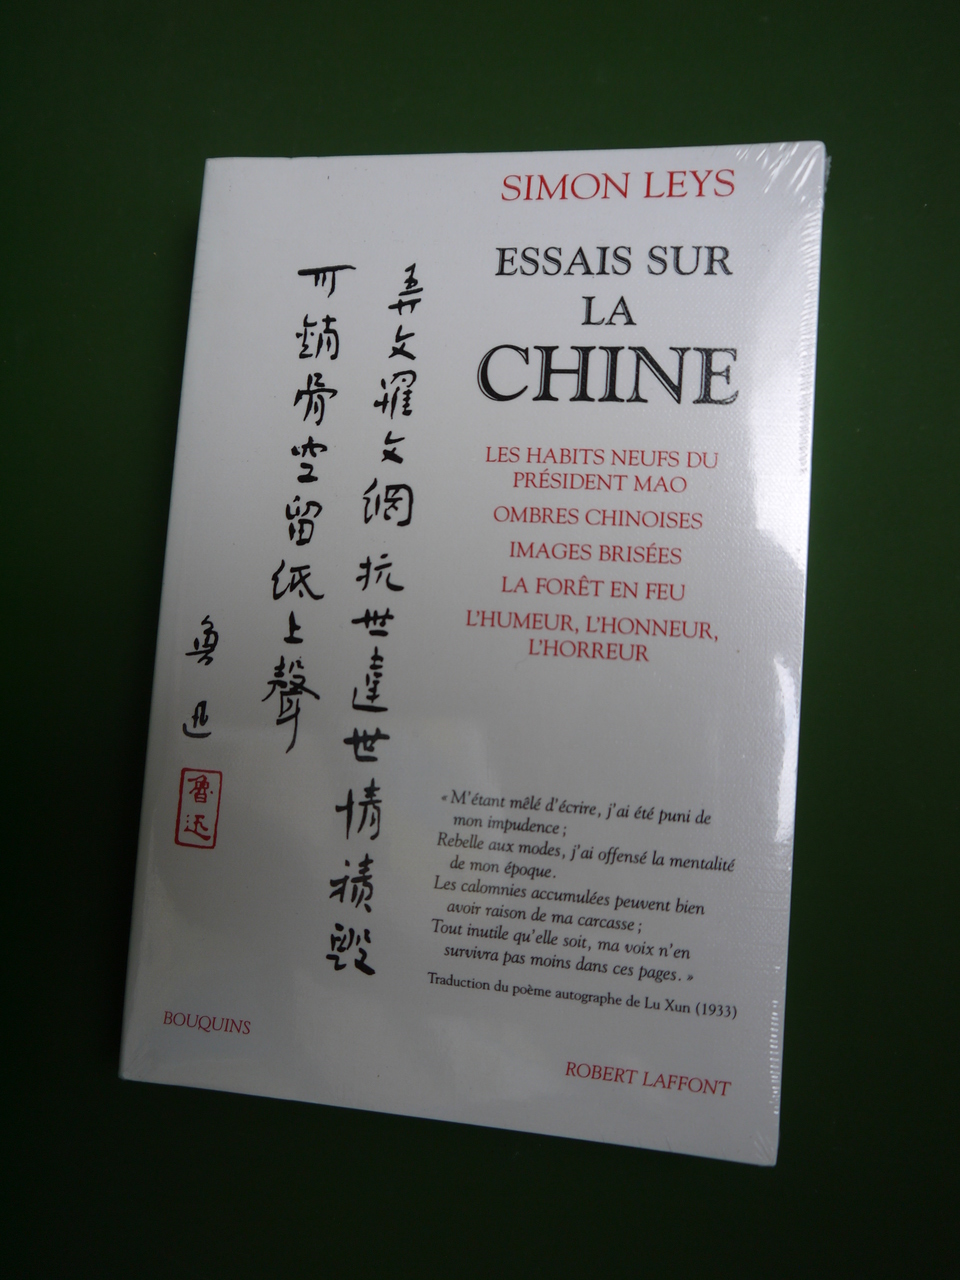 SIMON LEYS
ESSAIS SUR
LA
CHINE
LES HABITS NEUFS DU
PRÉSIDENT MAO
OMBRES CHINOISES
IMAGES BRISÉES
LA FORÊT EN FEU
L'HUMEUR, L'HONNEUR,
L'HORREUR
弄文罹文網抗世違世情積毀
可銷骨空留紙上聲
魯迅
魯迅
« M'étant mêlé d'écrire, j'ai été puni de
mon impudence ;
Rebelle aux modes, j'ai offensé la mentalité
de mon époque.
Les calomnies accumulées peuvent bien
avoir raison de ma carcasse ;
Tout inutile qu'elle soit, ma voix n'en
survivra pas moins dans ces pages. »
Traduction du poème autographe de Lu Xun (1933)
BOUQUINS
ROBERT LAFFONT